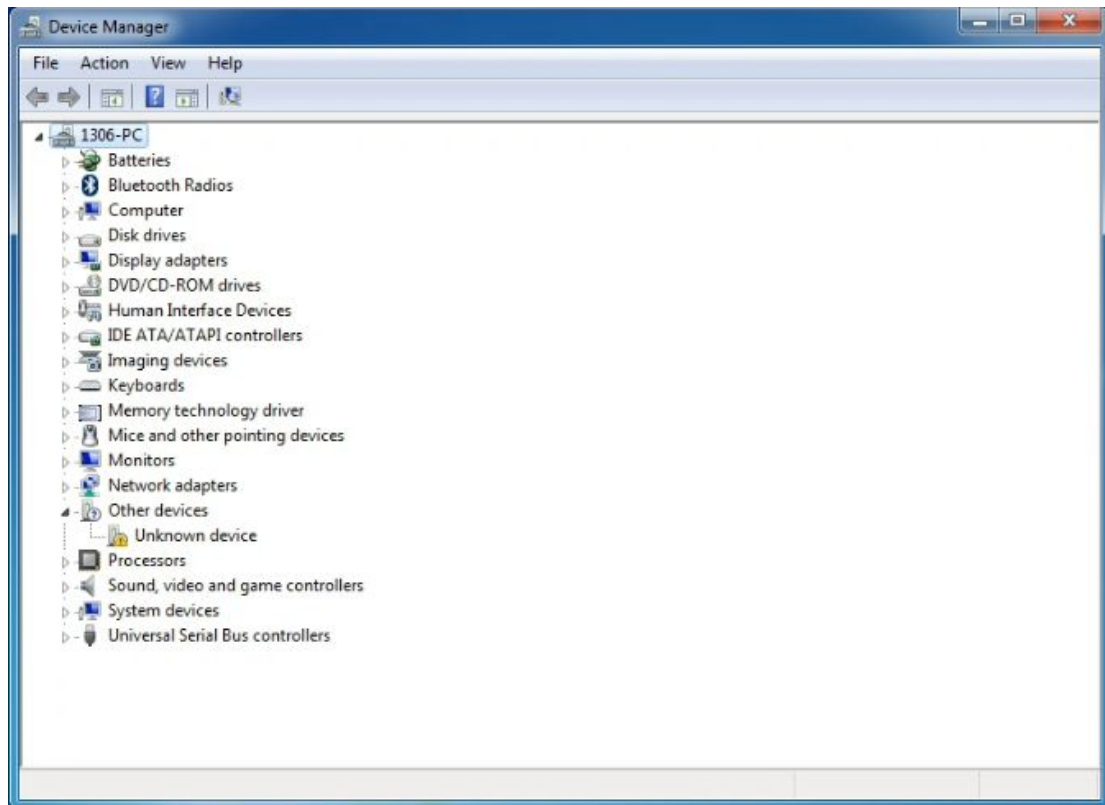 Device Manager
File Action View Help
1306-PC
Batteries
Bluetooth Radios
Computer
Disk drives
Display adapters
DVD/CD-ROM drives
Human Interface Devices
IDE ATA/ATAPI controllers
Imaging devices
Keyboards
Memory technology driver
Mice and other pointing devices
Monitors
Network adapters
Other devices
Unknown device
Processors
Sound, video and game controllers
System devices
Universal Serial Bus controllers